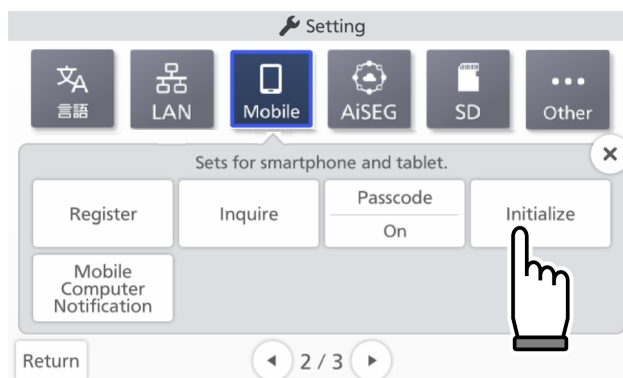 Setting
言語
LAN
Mobile
AiSEG
SD
Other
Sets for smartphone and tablet.
Register
Inquire
Passcode
On
Initialize
Mobile
Computer
Notification
Return
2 / 3